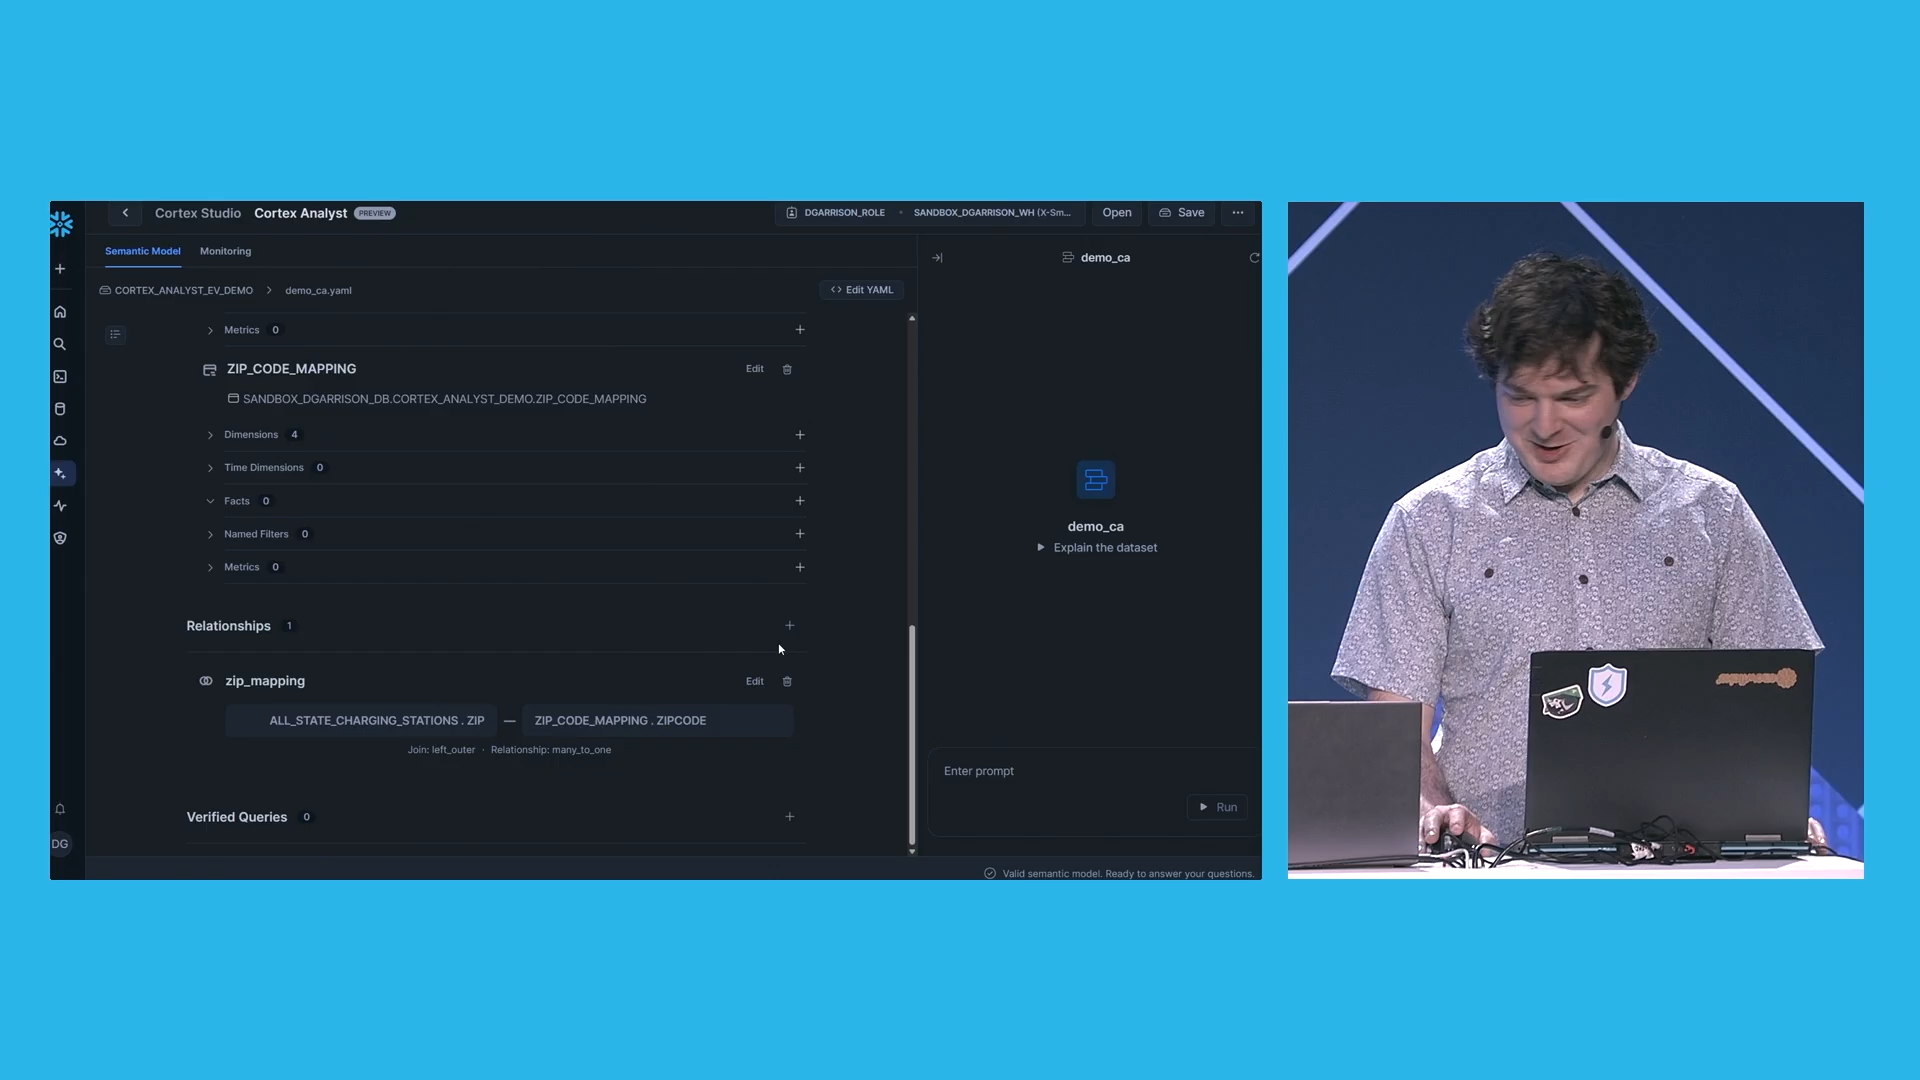 Cortex Studio Cortex Analyst PREVIEW
DGARRISON_ROLE SANDBOX_DGARRISON_WH (X-Sm... Open Save
Semantic Model Monitoring
CORTEX_ANALYST_EV_DEMO > demo_ca.yaml
<> Edit YAML
Metrics 0
ZIP_CODE_MAPPING
Edit
SANDBOX_DGARRISON_DB.CORTEX_ANALYST_DEMO.ZIP_CODE_MAPPING
Dimensions 4
Time Dimensions 0
Facts 0
Named Filters 0
Metrics 0
Relationships 1
zip_mapping
Edit
ALL_STATE_CHARGING_STATIONS . ZIP — ZIP_CODE_MAPPING . ZIPCODE
Join: left_outer · Relationship: many_to_one
Verified Queries 0
DG
demo_ca
demo_ca
Explain the dataset
Enter prompt
Run
Valid semantic model. Ready to answer your questions.